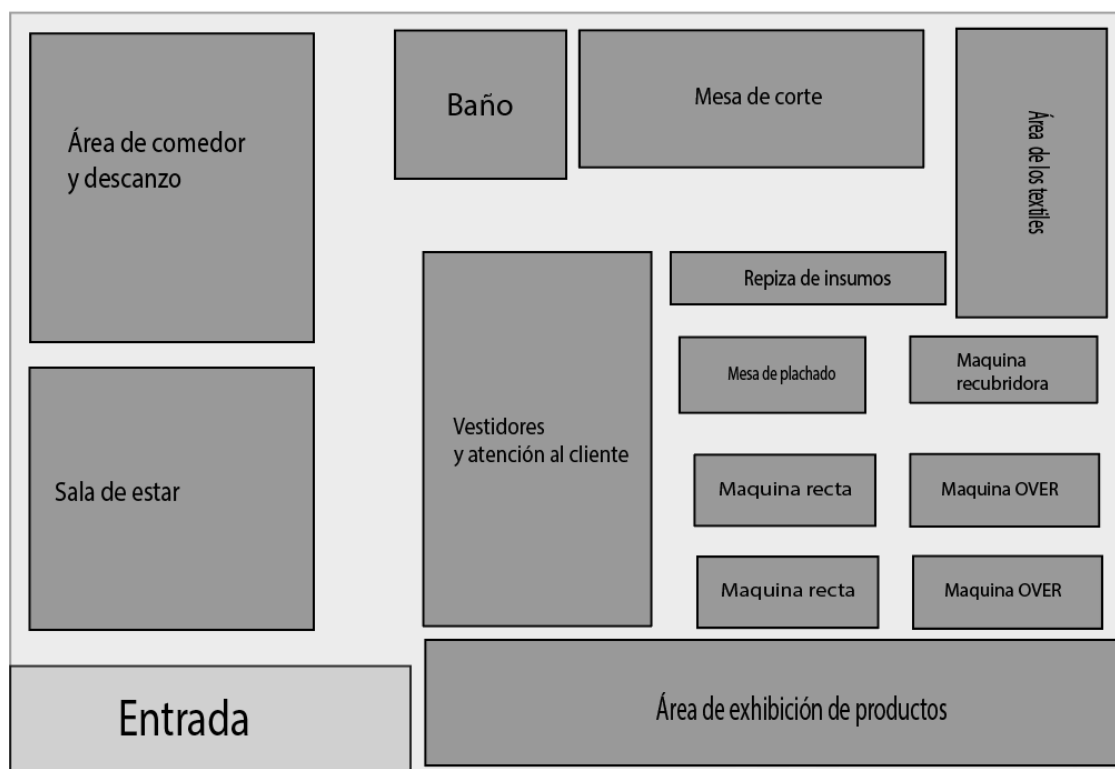 Área de comedor
y descanzo
Baño
Mesa de corte
Área de los textiles
Repiza de insumos
Mesa de plachado
Maquina
recubridora
Vestidores
y atención al cliente
Sala de estar
Maquina recta
Maquina OVER
Maquina recta
Maquina OVER
Entrada
Área de exhibición de productos